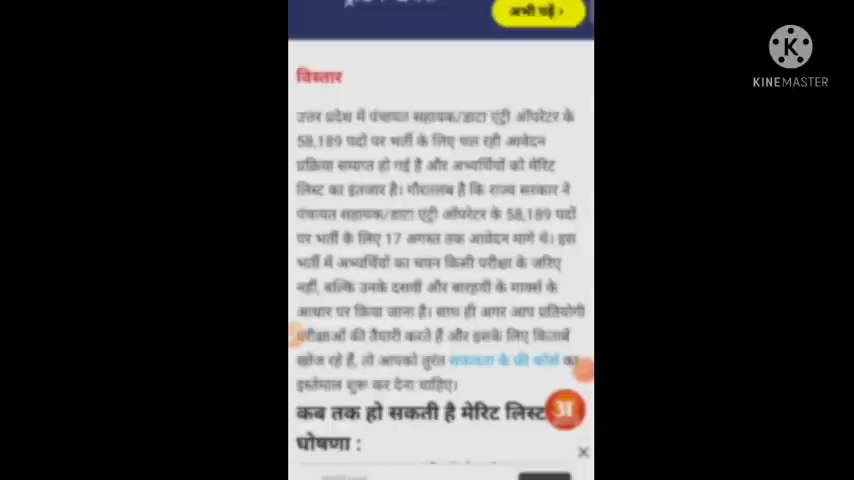 अभी पढ़ें ›
KINEMASTER
विस्तार
उत्तर प्रदेश में पंचायत सहायक/डाटा एंट्री ऑपरेटर के
58,189 पदों पर भर्ती के लिए चल रही आवेदन
प्रक्रिया समाप्त हो गई है और अभ्यर्थियों को मेरिट
लिस्ट का इंतजार है। गौरतलब है कि राज्य सरकार ने
पंचायत सहायक/डाटा एंट्री ऑपरेटर के 58,189 पदों
पर भर्ती के लिए 17 अगस्त तक आवेदन मांगे थे। इस
भर्ती में अभ्यर्थियों का चयन किसी परीक्षा के जरिए
नहीं, बल्कि उनके दसवीं और बारहवीं के मार्क्स के
आधार पर किया जाना है। साथ ही अगर आप प्रतियोगी
परीक्षाओं की तैयारी करते हैं और इसके लिए किताबें
खोज रहे हैं, तो आपको तुरंत सफलता के फ्री कोर्स का
इस्तेमाल शुरू कर देना चाहिए।
कब तक हो सकती है मेरिट लिस्ट
घोषणा :
अ